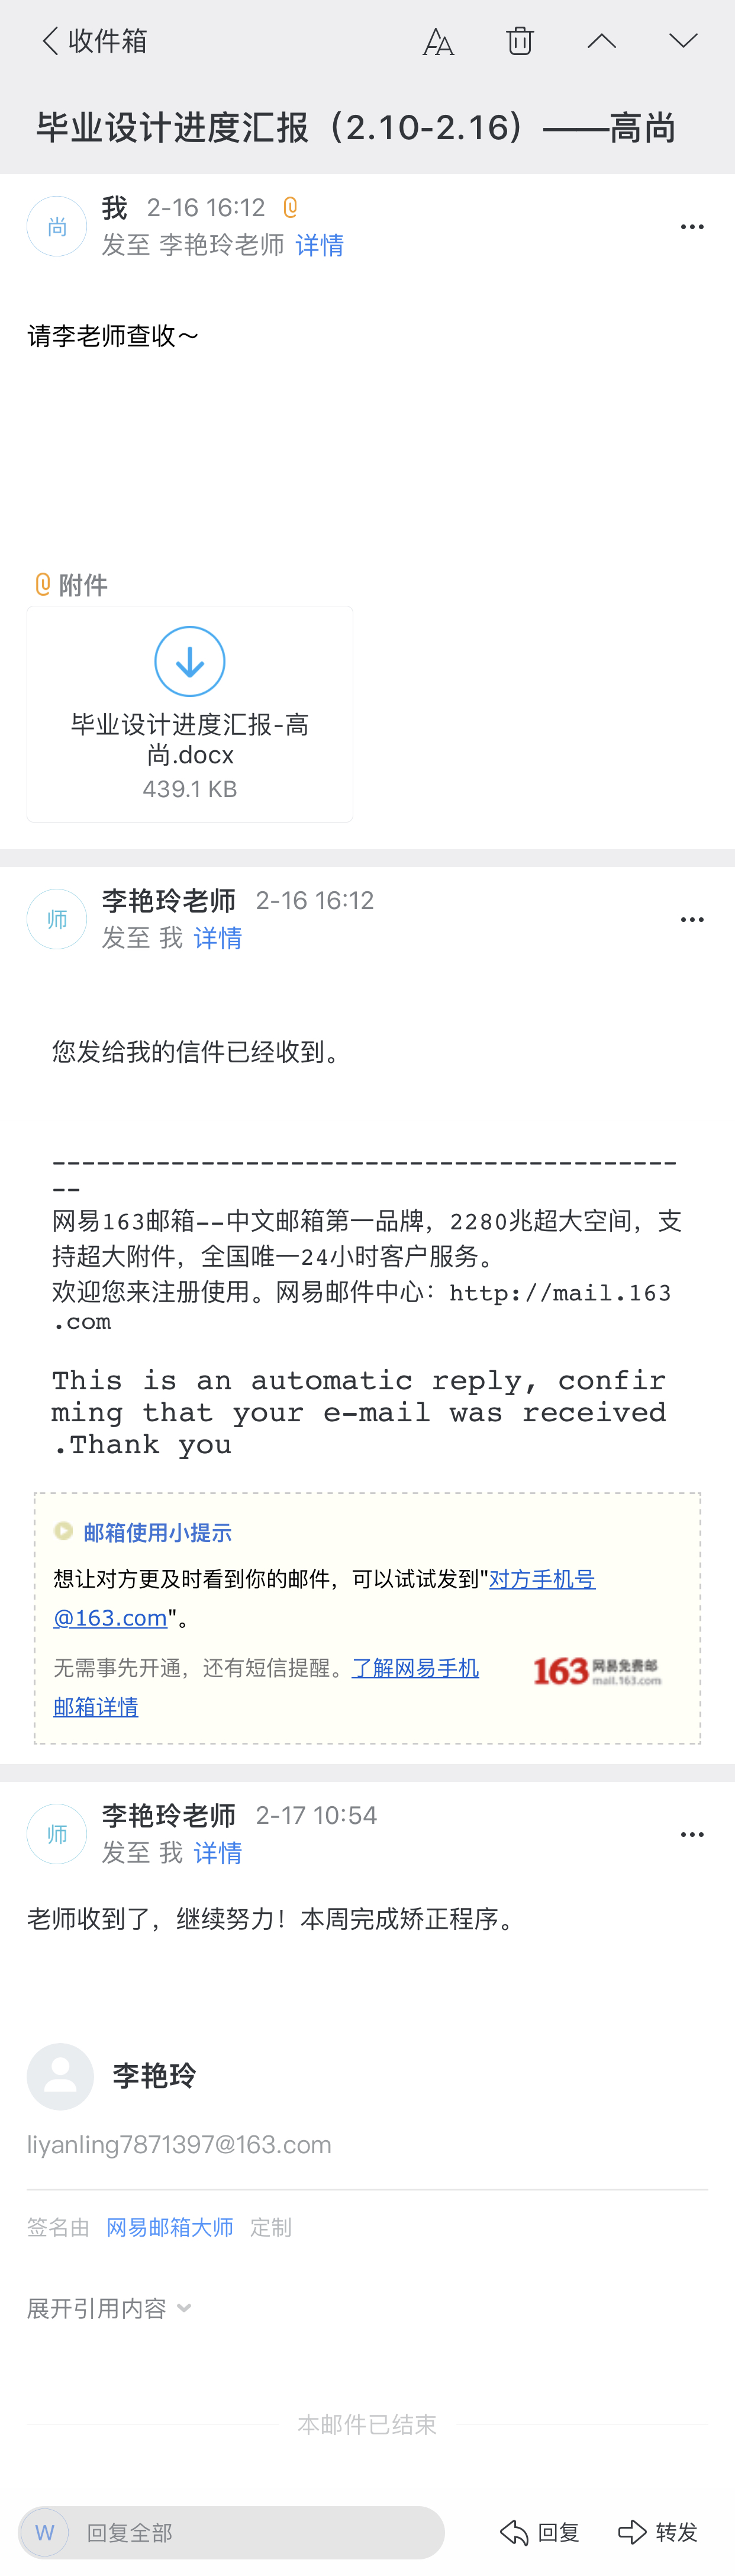 收件箱
毕业设计进度汇报（2.10-2.16）——高尚
尚
我 2-16 16:12
发至 李艳玲老师 详情
请李老师查收～
附件
毕业设计进度汇报-高
尚.docx
439.1 KB
师
李艳玲老师 2-16 16:12
发至 我 详情
您发给我的信件已经收到。
-------------------------------------------
--
网易163邮箱--中文邮箱第一品牌，2280兆超大空间，支
持超大附件，全国唯一24小时客户服务。
欢迎您来注册使用。网易邮件中心：http://mail.163
.com
This is an automatic reply, confir
ming that your e-mail was received
.Thank you
邮箱使用小提示
想让对方更及时看到你的邮件，可以试试发到"对方手机号
@163.com"。
无需事先开通，还有短信提醒。了解网易手机
邮箱详情
163 网易免费邮
mail.163.com
师
李艳玲老师 2-17 10:54
发至 我 详情
老师收到了，继续努力！本周完成矫正程序。
李艳玲
liyanling7871397@163.com
签名由 网易邮箱大师 定制
展开引用内容
本邮件已结束
W 回复全部 回复 转发